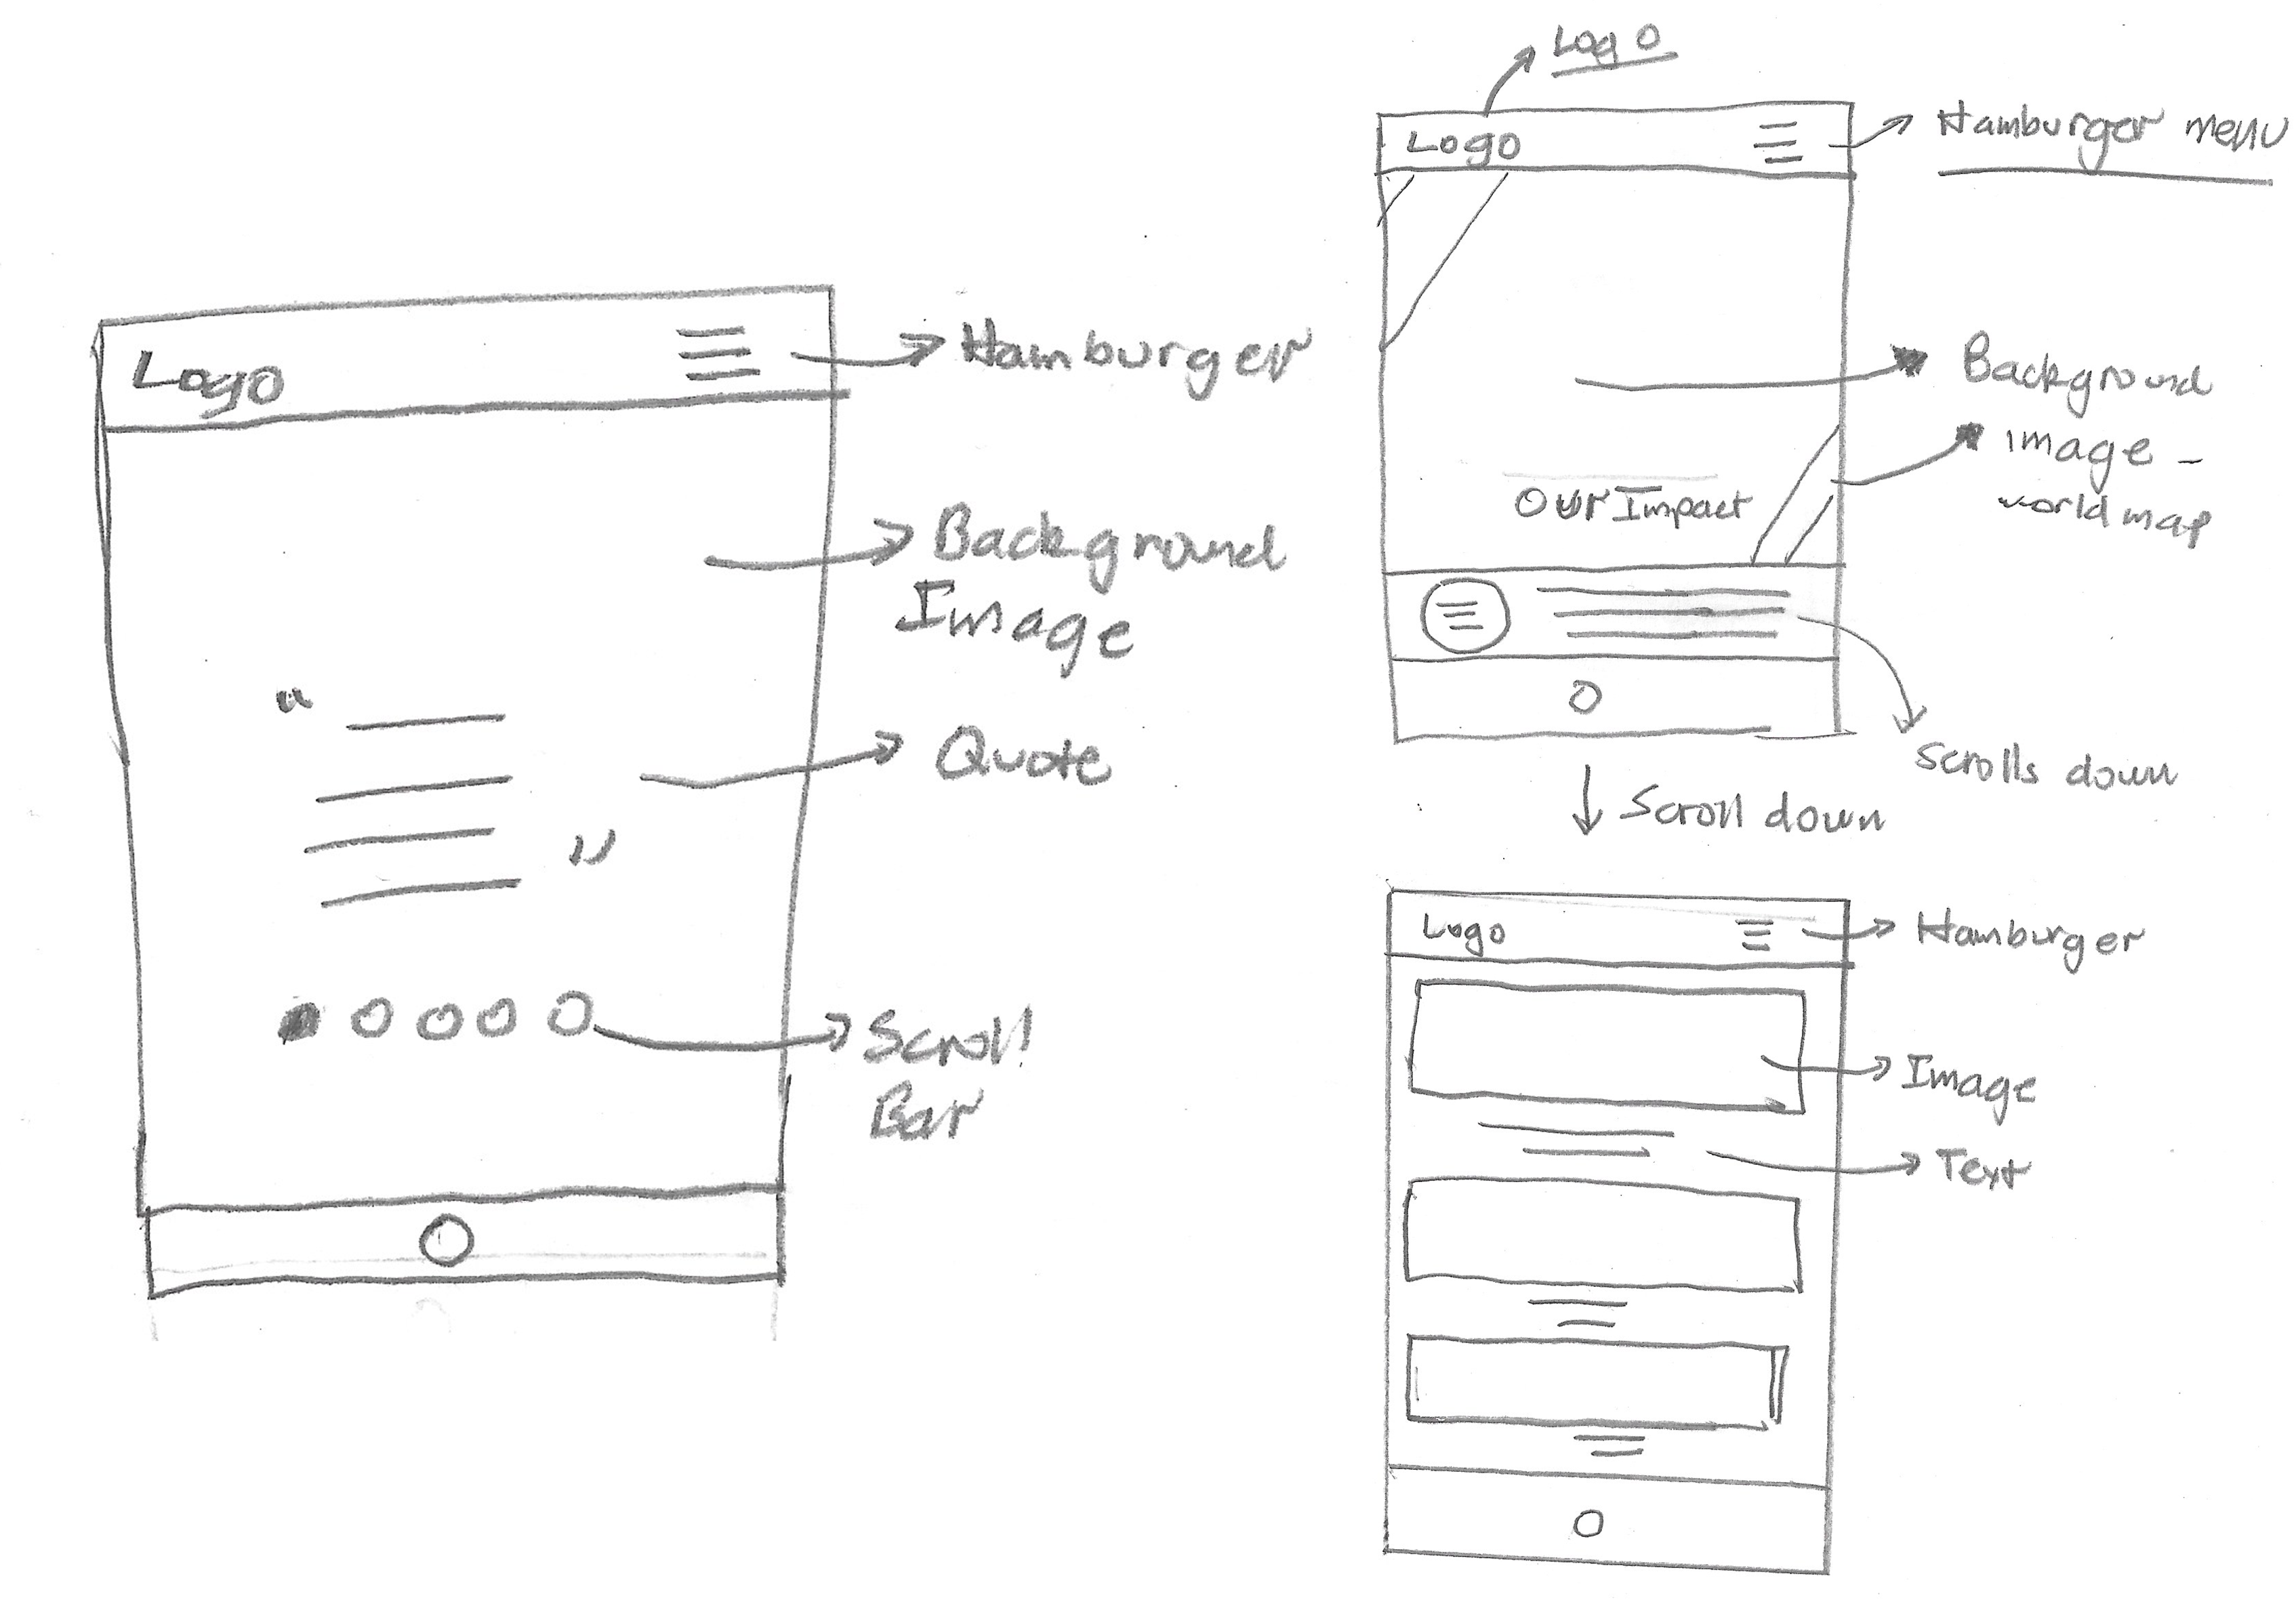 Logo
Hamburger
Background
Image
“
Quote
”
Scroll
Bar
Logo
Logo
Hamburger menu
Background
image -
world map
Our Impact
Scrolls down
Scroll down
Logo
Hamburger
Image
Text